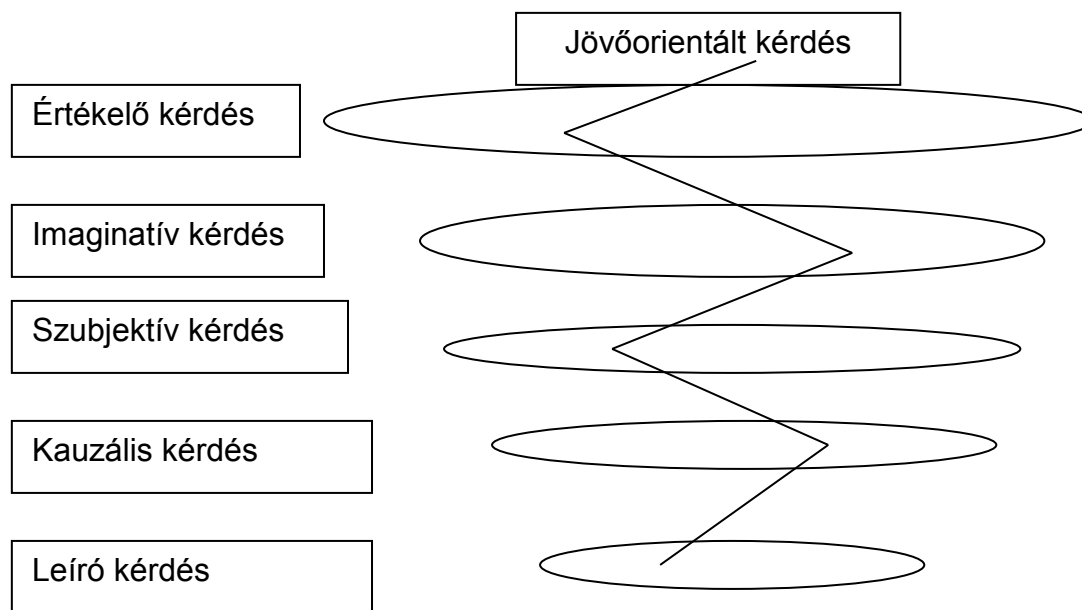 Jövőorientált kérdés
Értékelő kérdés
Imaginatív kérdés
Szubjektív kérdés
Kauzális kérdés
Leíró kérdés